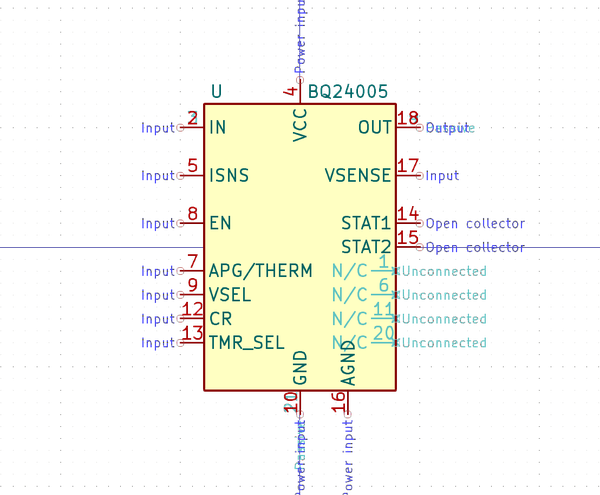 Power input
4
U
BQ24005
VCC
Input 2 IN
OUT 18 Output
Input 5 ISNS
VSENSE 17 Input
Input 8 EN
STAT1 14 Open collector
STAT2 15 Open collector
Input 7 APG/THERM
N/C 1 Unconnected
Input 9 VSEL
N/C 6 Unconnected
Input 12 CR
N/C 11 Unconnected
Input 13 TMR_SEL
N/C 20 Unconnected
GND
AGND
10
16
Power input
Power input